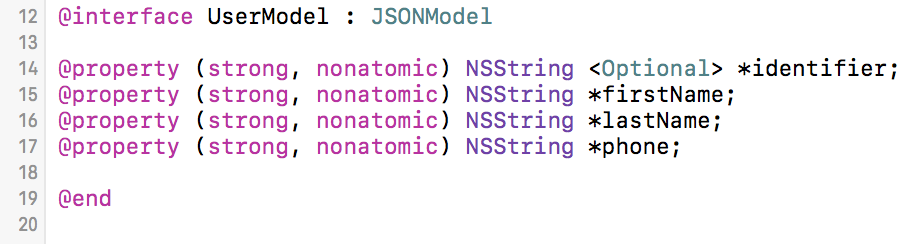 12 @interface UserModel : JSONModel
13
14 @property (strong, nonatomic) NSString <Optional> *identifier;
15 @property (strong, nonatomic) NSString *firstName;
16 @property (strong, nonatomic) NSString *lastName;
17 @property (strong, nonatomic) NSString *phone;
18
19 @end
20